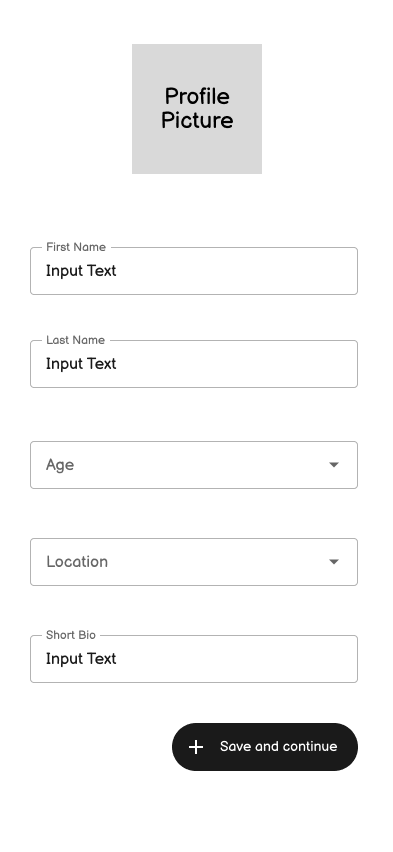 Profile
Picture
First Name
Input Text
Last Name
Input Text
Age
Location
Short Bio
Input Text
Save and continue